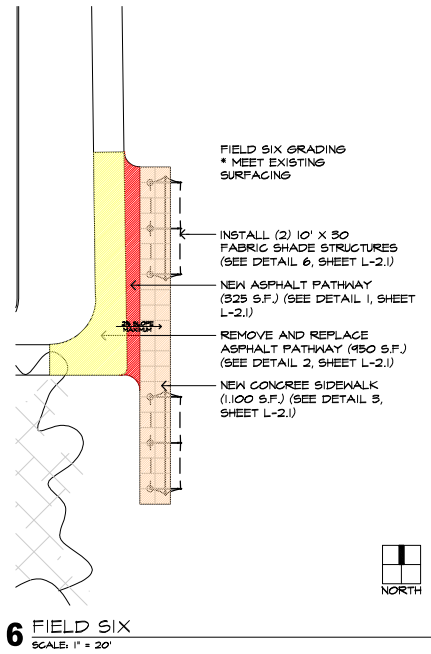 FIELD SIX GRADING
* MEET EXISTING
SURFACING
INSTALL (2) 10' X 30
FABRIC SHADE STRUCTURES
(SEE DETAIL 6, SHEET L-2.1)
NEW ASPHALT PATHWAY
(325 S.F.) (SEE DETAIL 1, SHEET
L-2.1)
2% SLOPE
MAXIMUM
REMOVE AND REPLACE
ASPHALT PATHWAY (950 S.F.)
(SEE DETAIL 2, SHEET L-2.1)
NEW CONCREE SIDEWALK
(1.100 S.F.) (SEE DETAIL 3,
SHEET L-2.1)
NORTH
6 FIELD SIX
SCALE: 1" = 20'